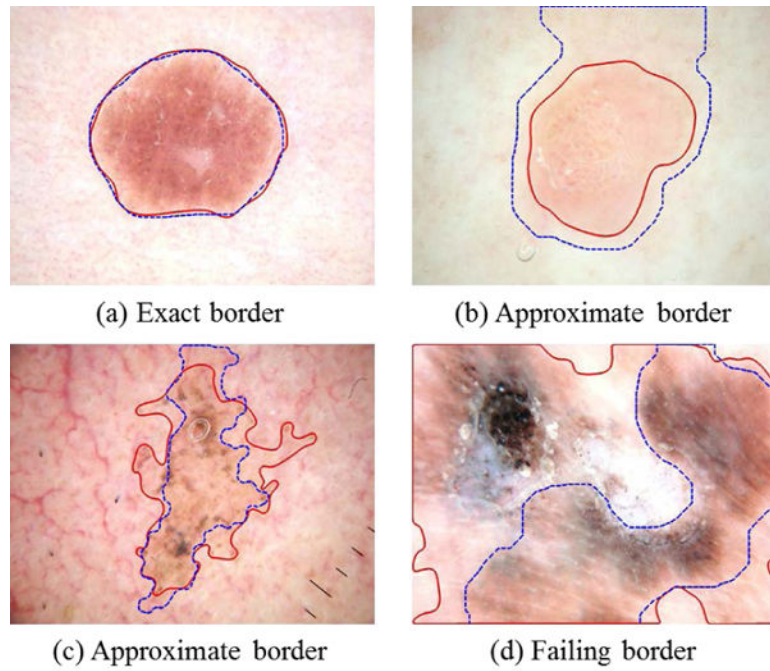 (a) Exact border
(b) Approximate border
(c) Approximate border
(d) Failing border